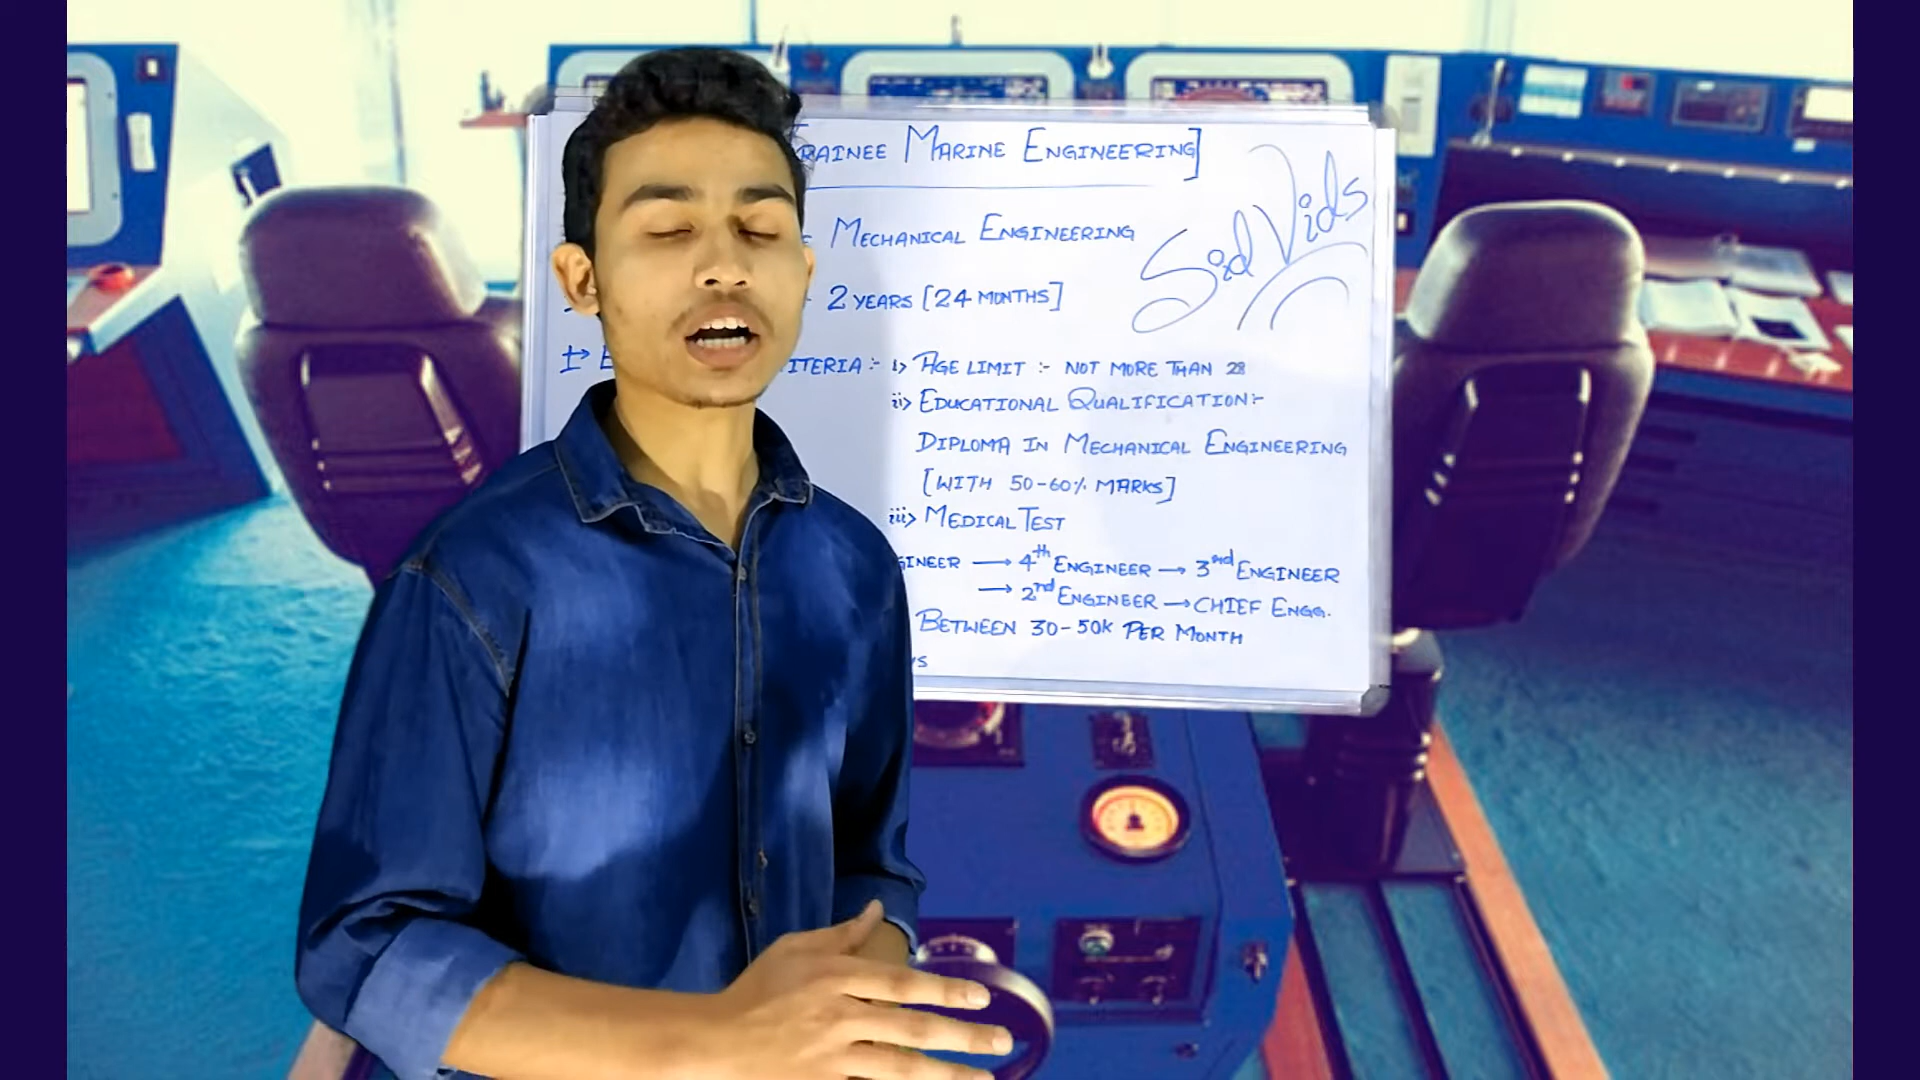 TRAINEE MARINE ENGINEERING]
MECHANICAL ENGINEERING
2 YEARS [24 MONTHS]
Sid Vids
ITERIA :- i> AGE LIMIT :- NOT MORE THAN 28
ii> EDUCATIONAL QUALIFICATION:-
DIPLOMA IN MECHANICAL ENGINEERING
[WITH 50-60% MARKS]
iii> MEDICAL TEST
GINEER → 4th ENGINEER → 3rd ENGINEER
→ 2nd ENGINEER → CHIEF ENGG.
BETWEEN 30-50K PER MONTH